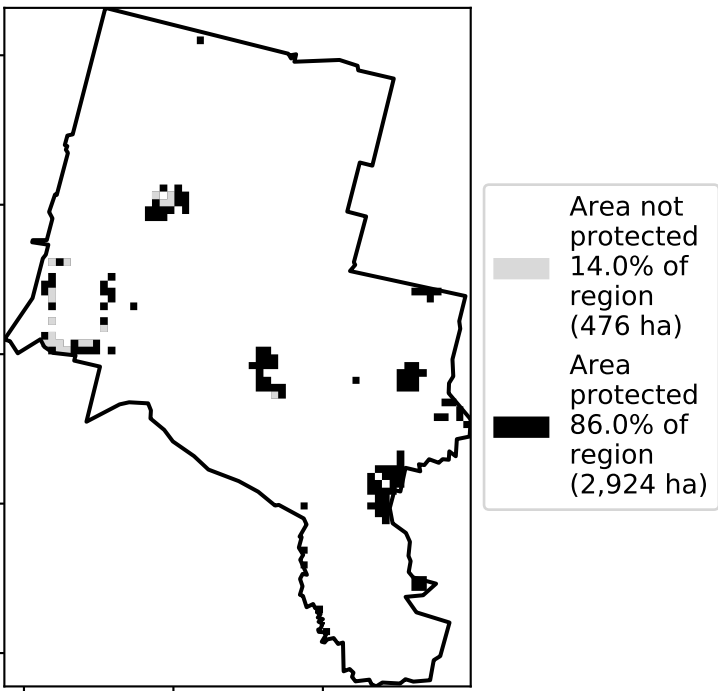 Area not
protected
14.0% of
region
(476 ha)
Area
protected
86.0% of
region
(2,924 ha)